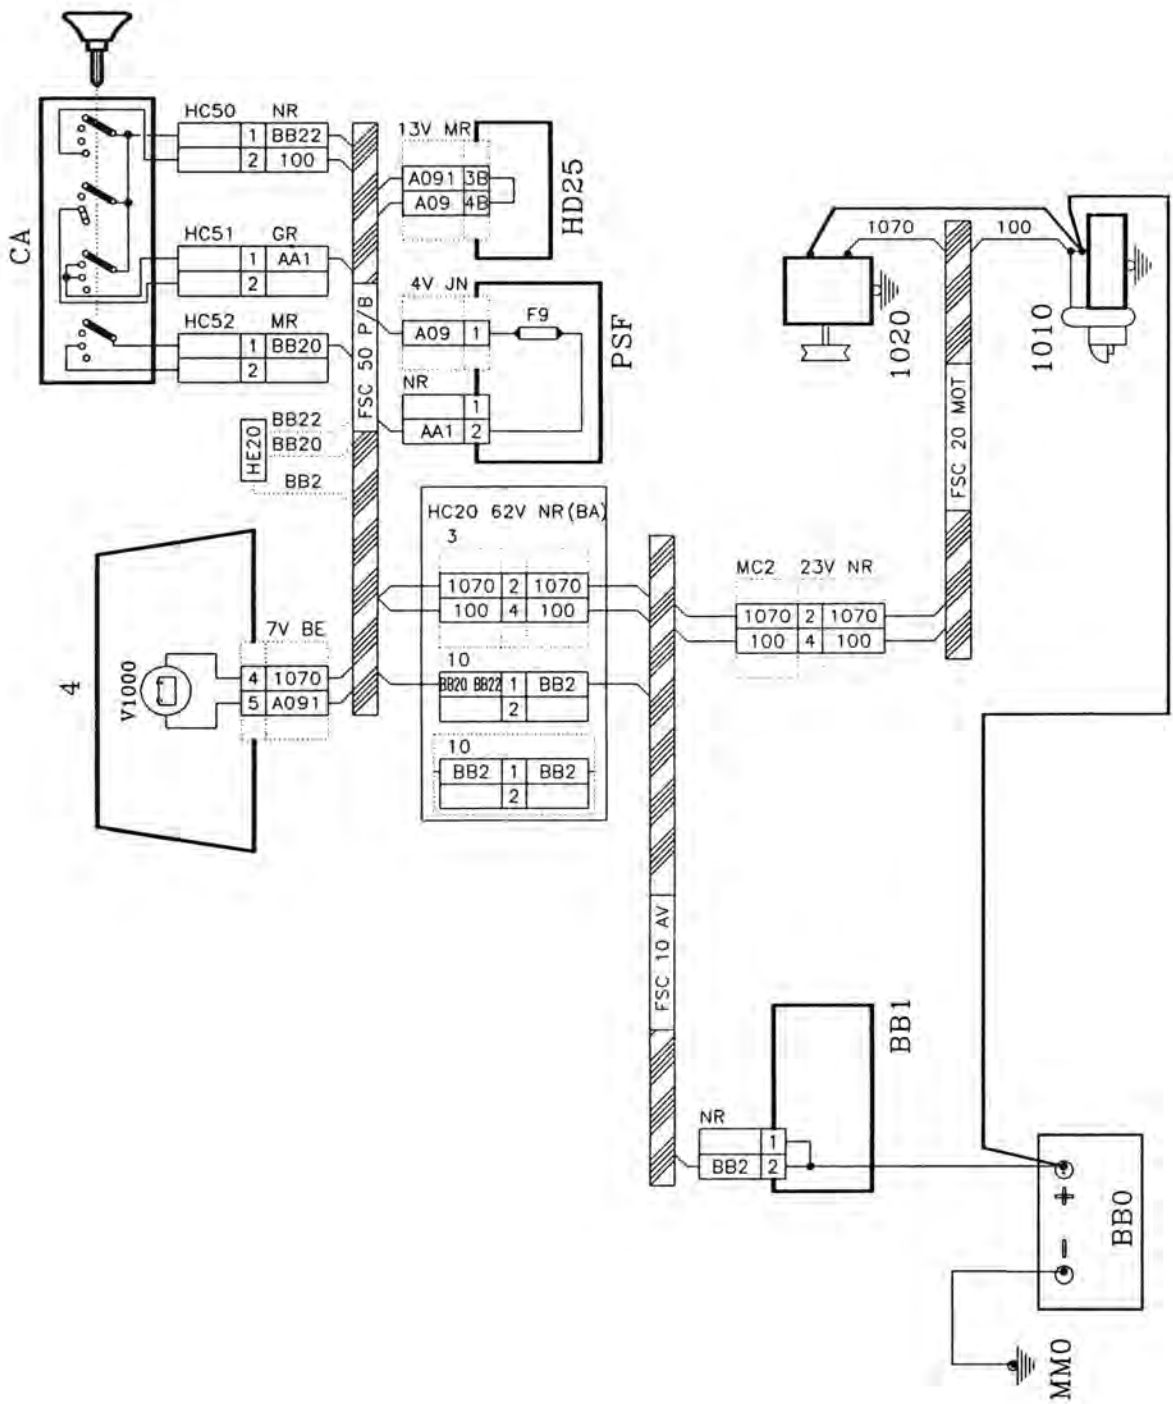 CA
HC50 NR
1 BB22
2 100
HC51 GR
1 AA1
2
HC52 MR
1 BB20
2
HE20
BB22
BB20
BB2
FSC 50 P B
13V MR
A091 3B
A09 4B
HD25
4V JN
A09 1
F9
NR
1
AA1 2
PSF
4
V1000
7V BE
4 1070
5 A091
HC20 62V NR(BA)
3
1070 2 1070
100 4 100
10
BB20 BB22 1 BB2
2
10
BB2 1 BB2
2
FSC 10 AV
MC2 23V NR
1070 2 1070
100 4 100
FSC 20 MOT
1070
100
1020
1010
NR
1
BB2 2
BB1
+
-
BB0
MM0